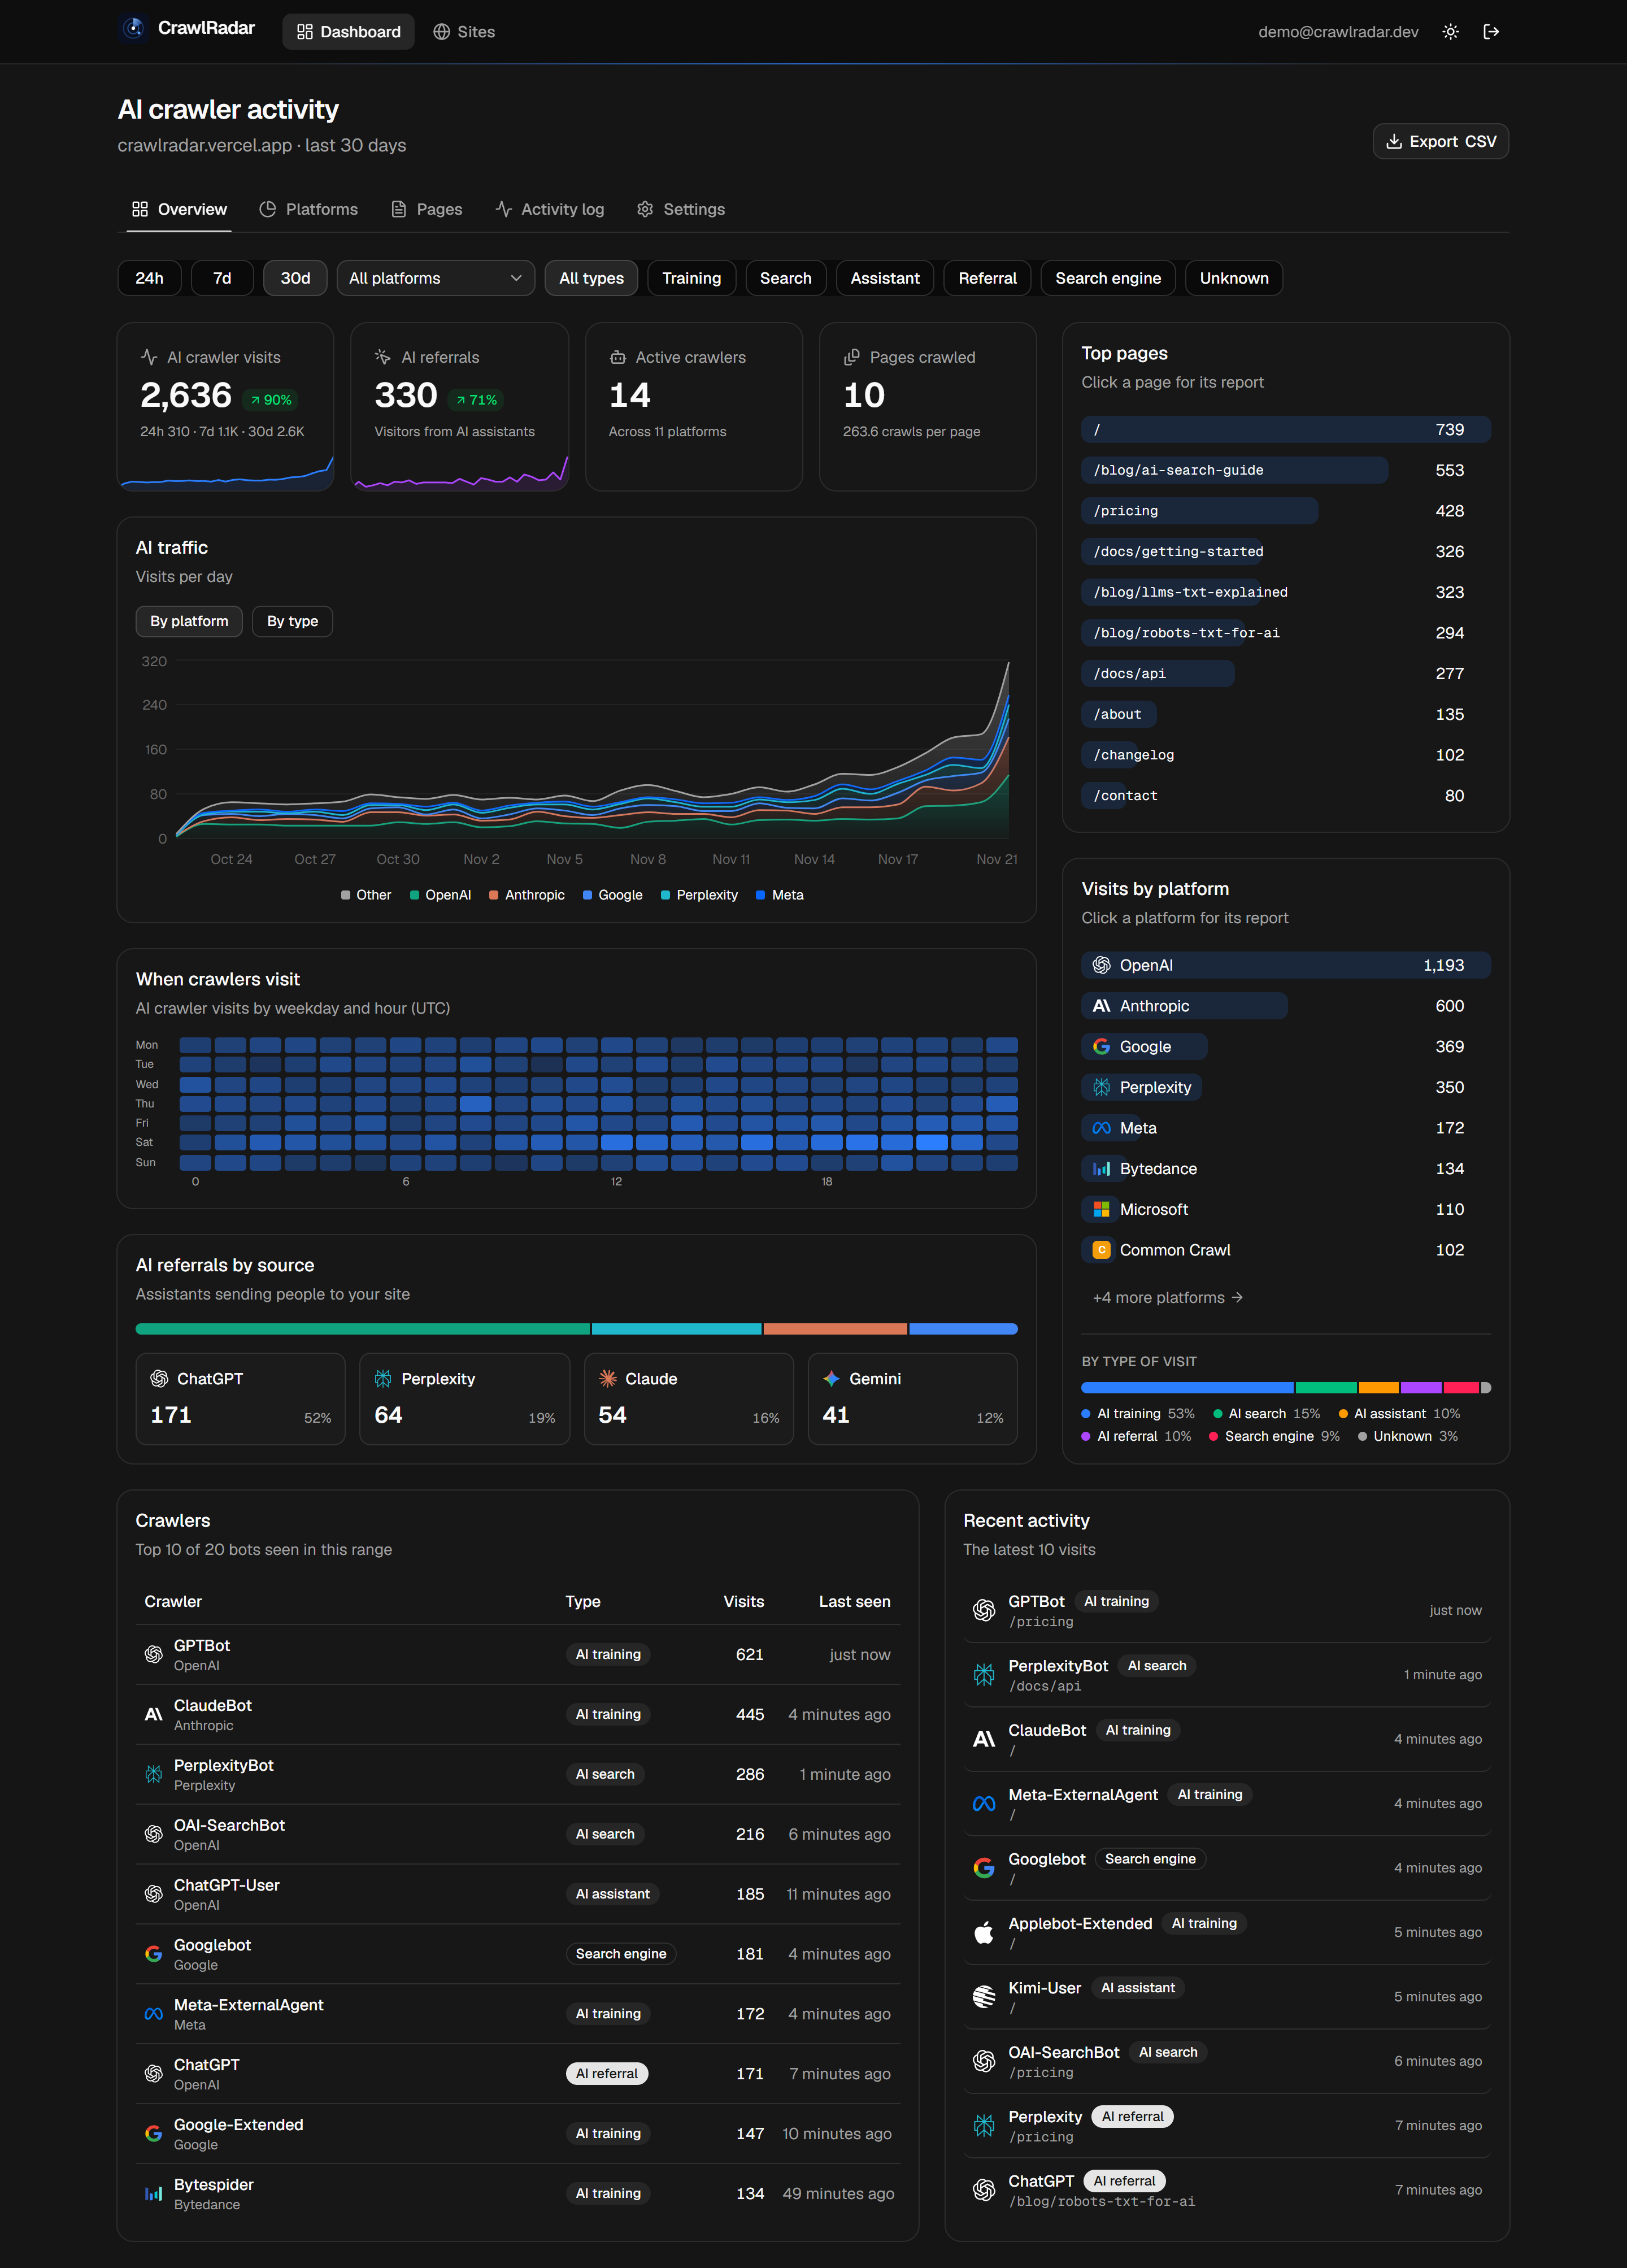 CrawlRadar
Dashboard
Sites
demo@crawlradar.dev
AI crawler activity
crawlradar.vercel.app · last 30 days
Export CSV
Overview
Platforms
Pages
Activity log
Settings
24h
7d
30d
All platforms
All types
Training
Search
Assistant
Referral
Search engine
Unknown
AI crawler visits
2,636
90%
24h 310 · 7d 1.1K · 30d 2.6K
AI referrals
330
71%
Visitors from AI assistants
Active crawlers
14
Across 11 platforms
Pages crawled
10
263.6 crawls per page
AI traffic
Visits per day
By platform
By type
320
240
160
80
0
Oct 24
Oct 27
Oct 30
Nov 2
Nov 5
Nov 8
Nov 11
Nov 14
Nov 17
Nov 21
Other
OpenAI
Anthropic
Google
Perplexity
Meta
When crawlers visit
AI crawler visits by weekday and hour (UTC)
Mon
Tue
Wed
Thu
Fri
Sat
Sun
0
6
12
18
AI referrals by source
Assistants sending people to your site
ChatGPT
171
52%
Perplexity
64
19%
Claude
54
16%
Gemini
41
12%
Top pages
Click a page for its report
/ 739
/blog/ai-search-guide 553
/pricing 428
/docs/getting-started 326
/blog/llms-txt-explained 323
/blog/robots-txt-for-ai 294
/docs/api 277
/about 135
/changelog 102
/contact 80
Visits by platform
Click a platform for its report
OpenAI 1,193
Anthropic 600
Google 369
Perplexity 350
Meta 172
Bytedance 134
Microsoft 110
C Common Crawl 102
+4 more platforms →
BY TYPE OF VISIT
AI training 53% AI search 15% AI assistant 10%
AI referral 10% Search engine 9% Unknown 3%
Crawlers
Top 10 of 20 bots seen in this range
Crawler Type Visits Last seen
GPTBot
OpenAI
AI training 621 just now
ClaudeBot
Anthropic
AI training 445 4 minutes ago
PerplexityBot
Perplexity
AI search 286 1 minute ago
OAI-SearchBot
OpenAI
AI search 216 6 minutes ago
ChatGPT-User
OpenAI
AI assistant 185 11 minutes ago
Googlebot
Google
Search engine 181 4 minutes ago
Meta-ExternalAgent
Meta
AI training 172 4 minutes ago
ChatGPT
OpenAI
AI referral 171 7 minutes ago
Google-Extended
Google
AI training 147 10 minutes ago
Bytespider
Bytedance
AI training 134 49 minutes ago
Recent activity
The latest 10 visits
GPTBot AI training
/pricing
just now
PerplexityBot AI search
/docs/api
1 minute ago
ClaudeBot AI training
/
4 minutes ago
Meta-ExternalAgent AI training
/
4 minutes ago
Googlebot Search engine
/
4 minutes ago
Applebot-Extended AI training
/
5 minutes ago
Kimi-User AI assistant
/
5 minutes ago
OAI-SearchBot AI search
/pricing
6 minutes ago
Perplexity AI referral
/pricing
7 minutes ago
ChatGPT AI referral
/blog/robots-txt-for-ai
7 minutes ago